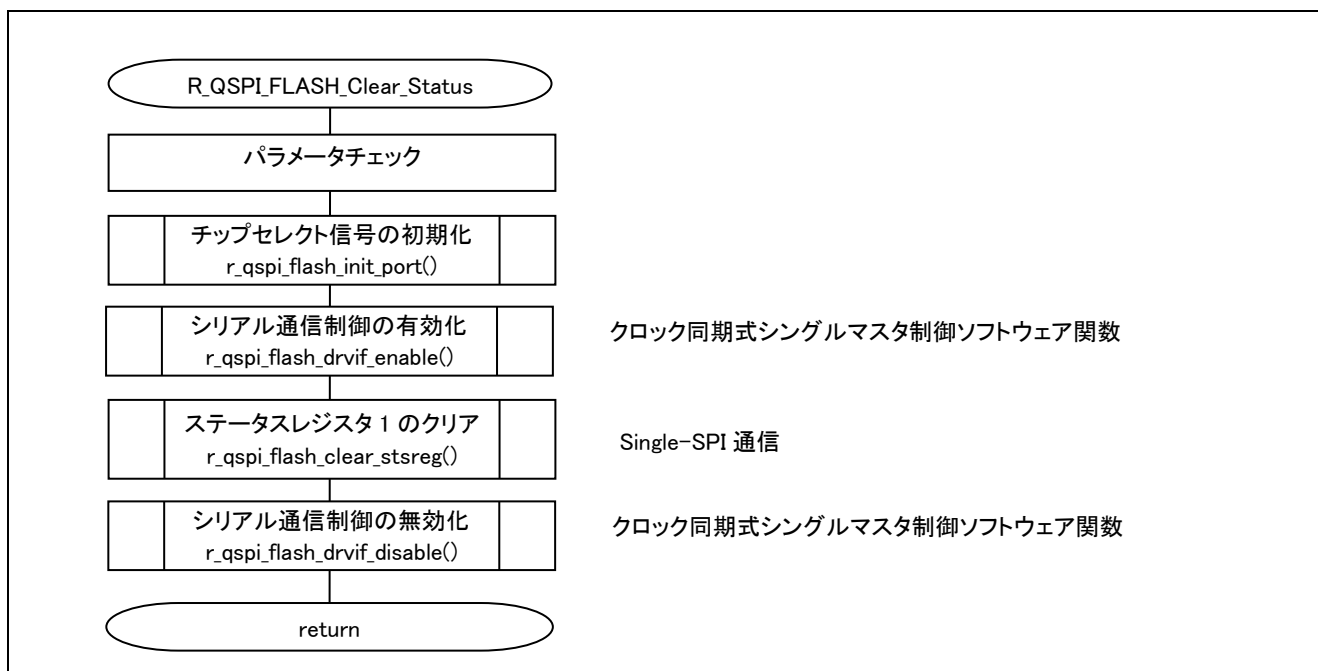 R_QSPI_FLASH_Clear_Status
パラメータチェック
チップセレクト信号の初期化
r_qspi_flash_init_port()
シリアル通信制御の有効化
r_qspi_flash_drvif_enable()
クロック同期式シングルマスタ制御ソフトウェア関数
ステータスレジスタ 1 のクリア
r_qspi_flash_clear_stsreg()
Single-SPI 通信
シリアル通信制御の無効化
r_qspi_flash_drvif_disable()
クロック同期式シングルマスタ制御ソフトウェア関数
return